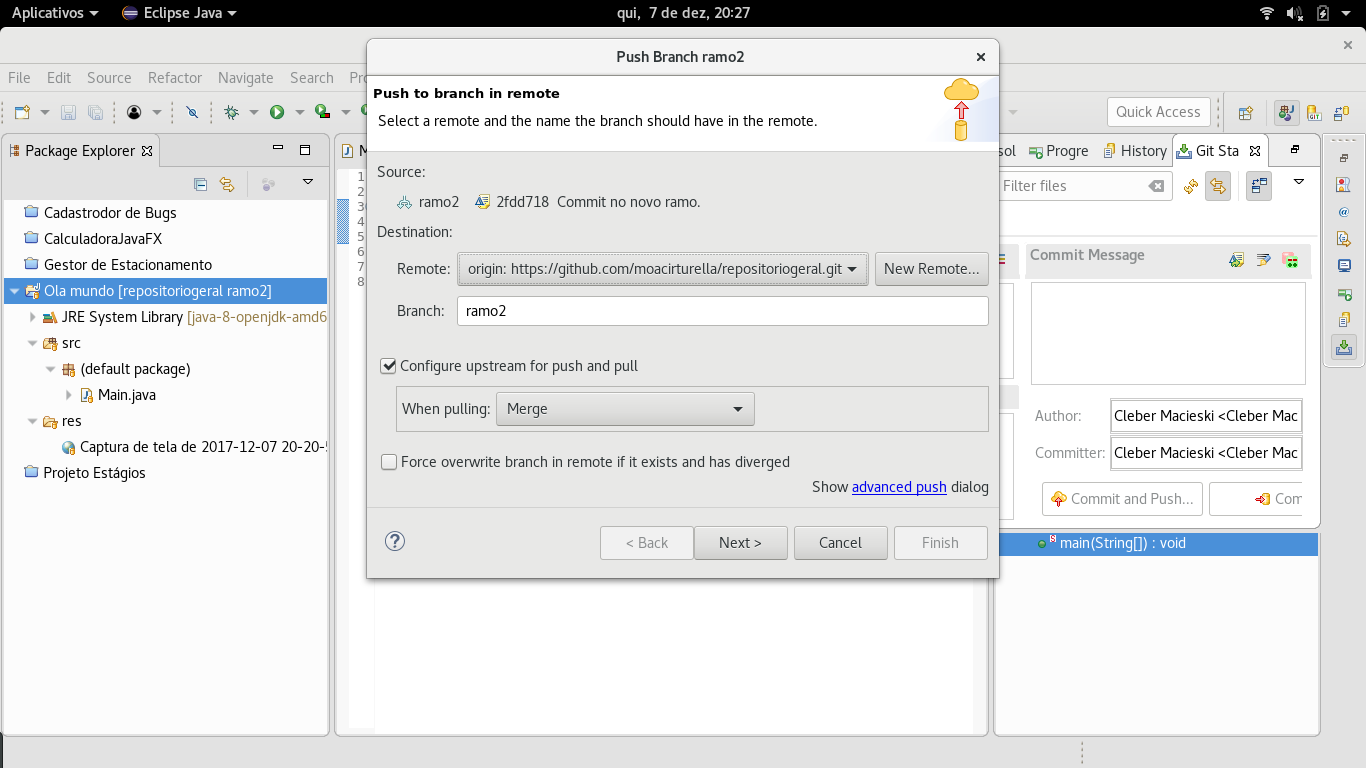 Aplicativos Eclipse Java qui, 7 de dez, 20:27
Push Branch ramo2
File Edit Source Refactor Navigate Search
Push to branch in remote
Select a remote and the name the branch should have in the remote.
Quick Access
Package Explorer
Progre History Git Sta
Filter files
Cadastrodor de Bugs
CalculadoraJavaFX
Gestor de Estacionamento
Ola mundo [repositoriogeral ramo2]
JRE System Library [java-8-openjdk-amd6
src
(default package)
Main.java
res
Captura de tela de 2017-12-07 20-20-5
Projeto Estágios
1
2
3
4
5
6
7
8
Source:
ramo2 2fdd718 Commit no novo ramo.
Destination:
Remote: origin: https://github.com/moacirturella/repositoriogeral.git New Remote...
Branch: ramo2
Configure upstream for push and pull
When pulling: Merge
Force overwrite branch in remote if it exists and has diverged
Show advanced push dialog
< Back Next > Cancel Finish
Commit Message
Author: Cleber Macieski <Cleber Mac
Committer: Cleber Macieski <Cleber Mac
Commit and Push... Com
main(String[]) : void